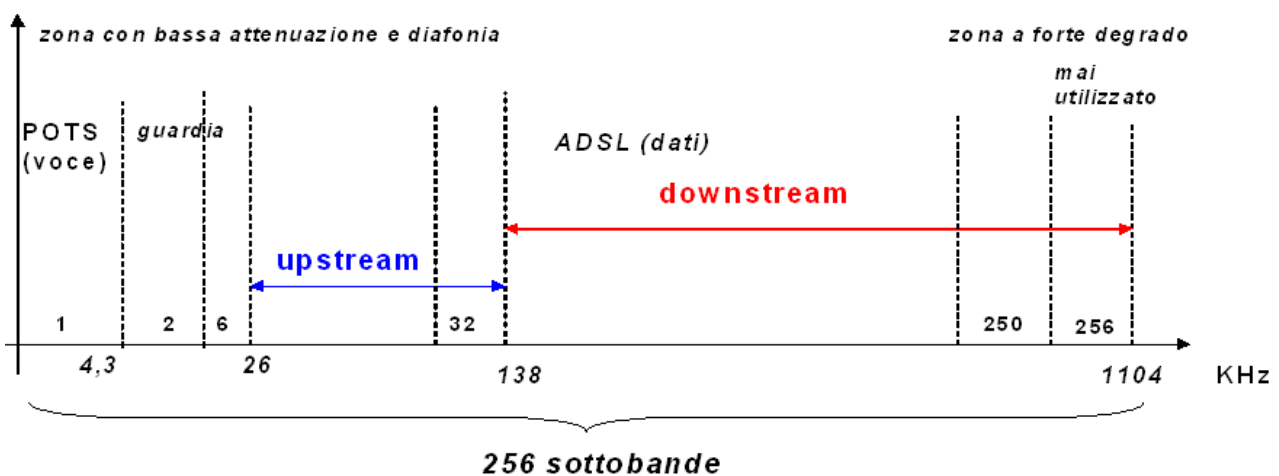 zona con bassa attenuazione e diafonia
zona a forte degrado
mai
utilizzato
POTS
(voce)
guardia
ADSL (dati)
downstream
upstream
1
2
6
32
250
256
4,3
26
138
1104
KHz
256 sottobande